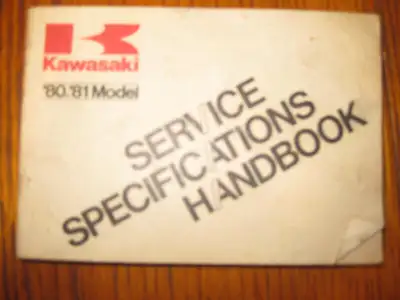 Kawasaki
'80.'81 Model
SERVICE
SPECIFICATIONS
HANDBOOK